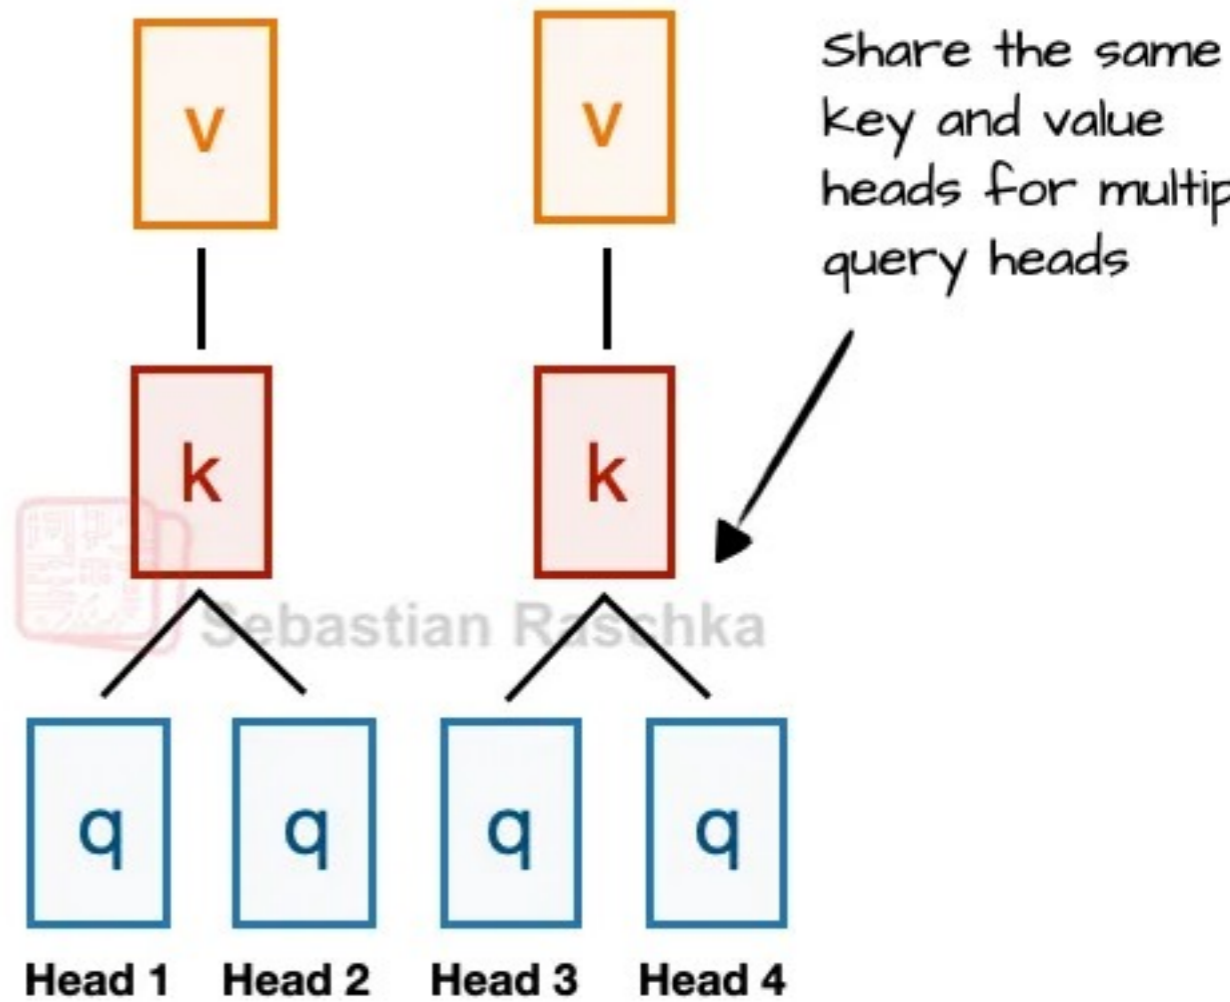 v v
Share the same
key and value
heads for multip
query heads
k k
Sebastian Raschka
q q q q
Head 1 Head 2 Head 3 Head 4